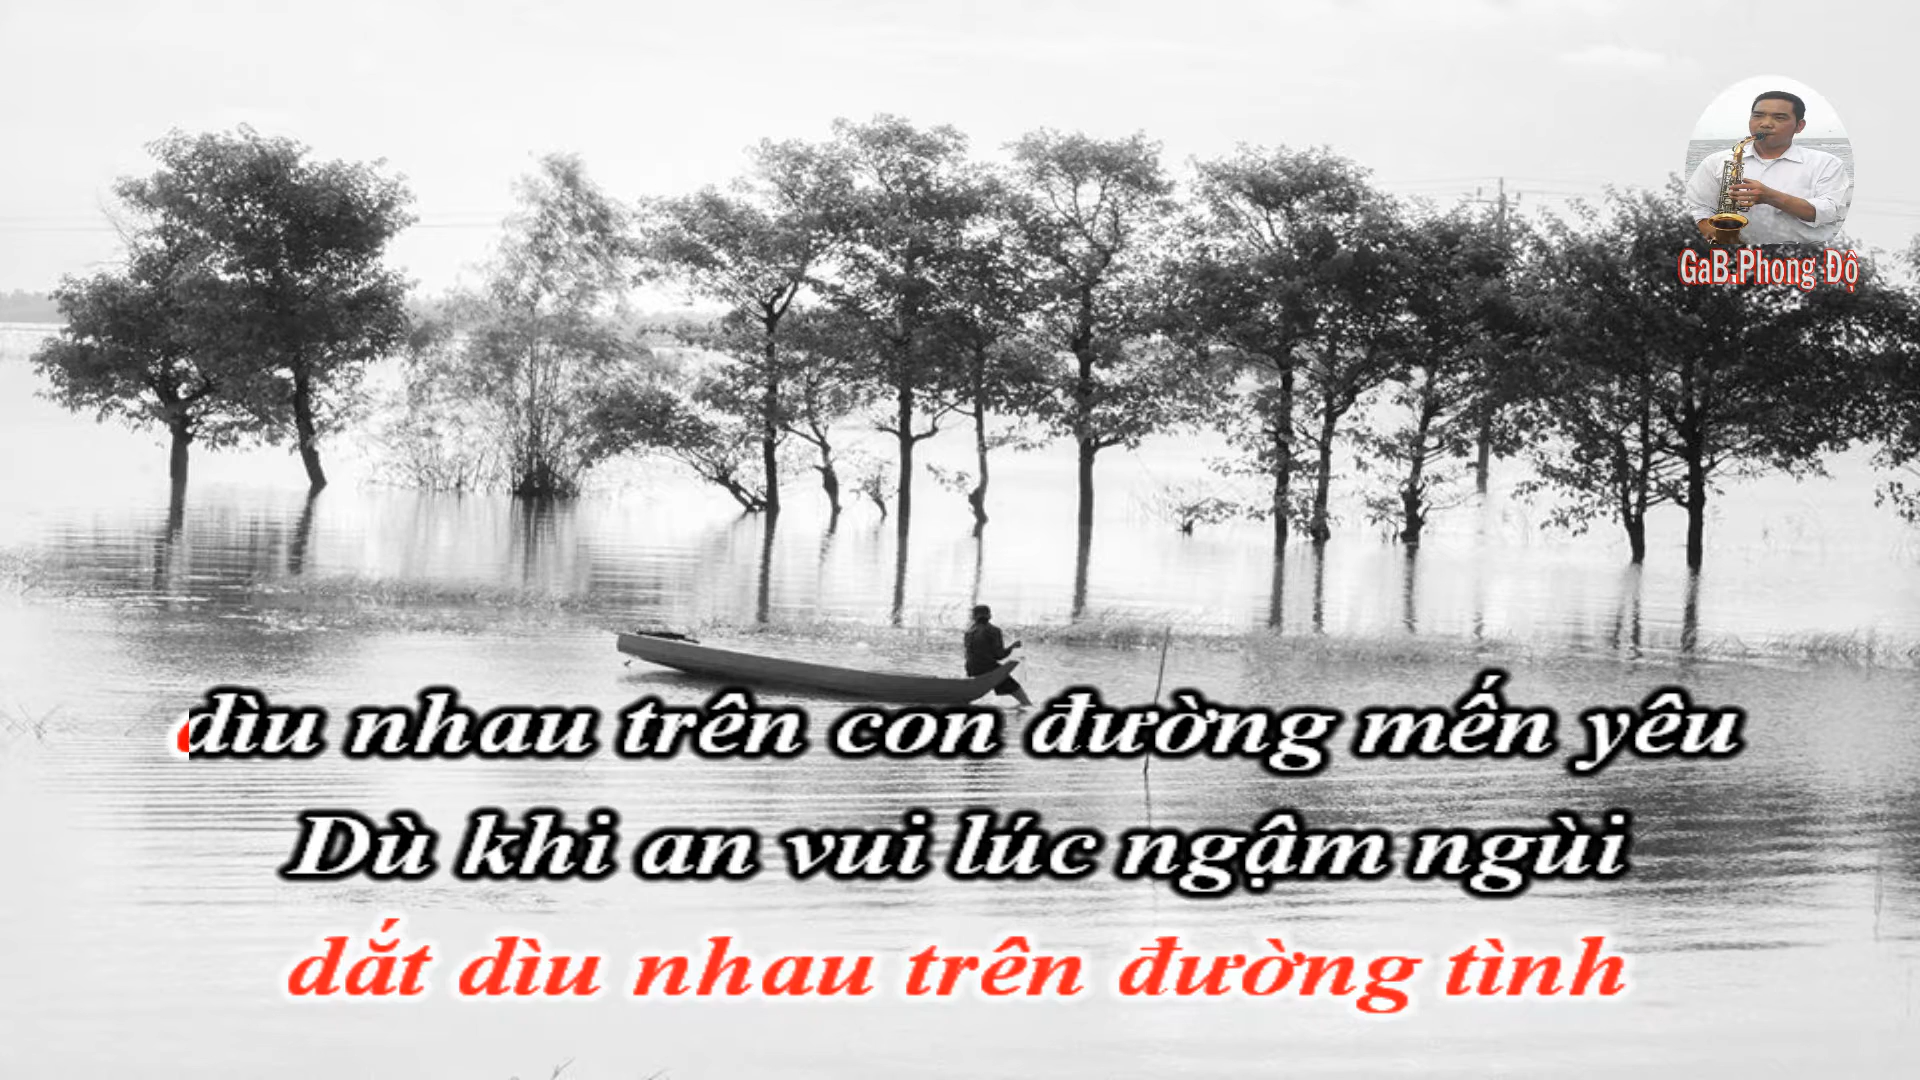 GaB.Phong Độ
dìu nhau trên con đường mến yêu
Dù khi an vui lúc ngậm ngùi
dắt dìu nhau trên đường tình